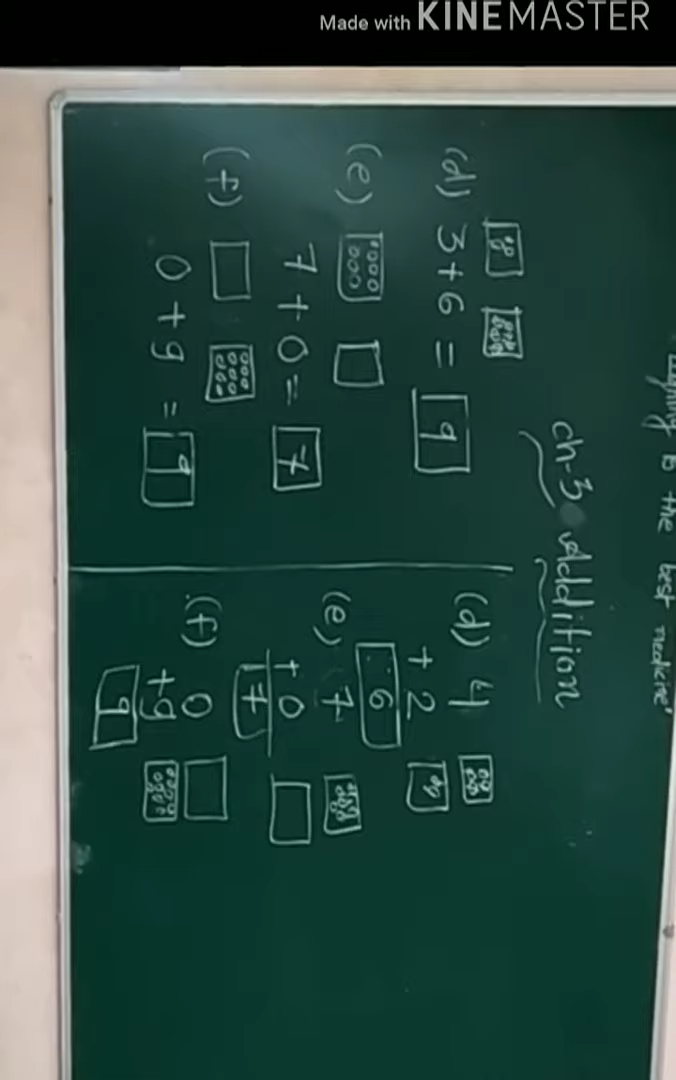 Made with KINEMASTER
is the best medicine"
ch-3 Addition
(d) 3+6 = 9
(e)
7+0= 7
(f)
0+9 = 9
(d) 4
+ 2
6
(e) 7
+ 0
7
(f) 0
+9
9